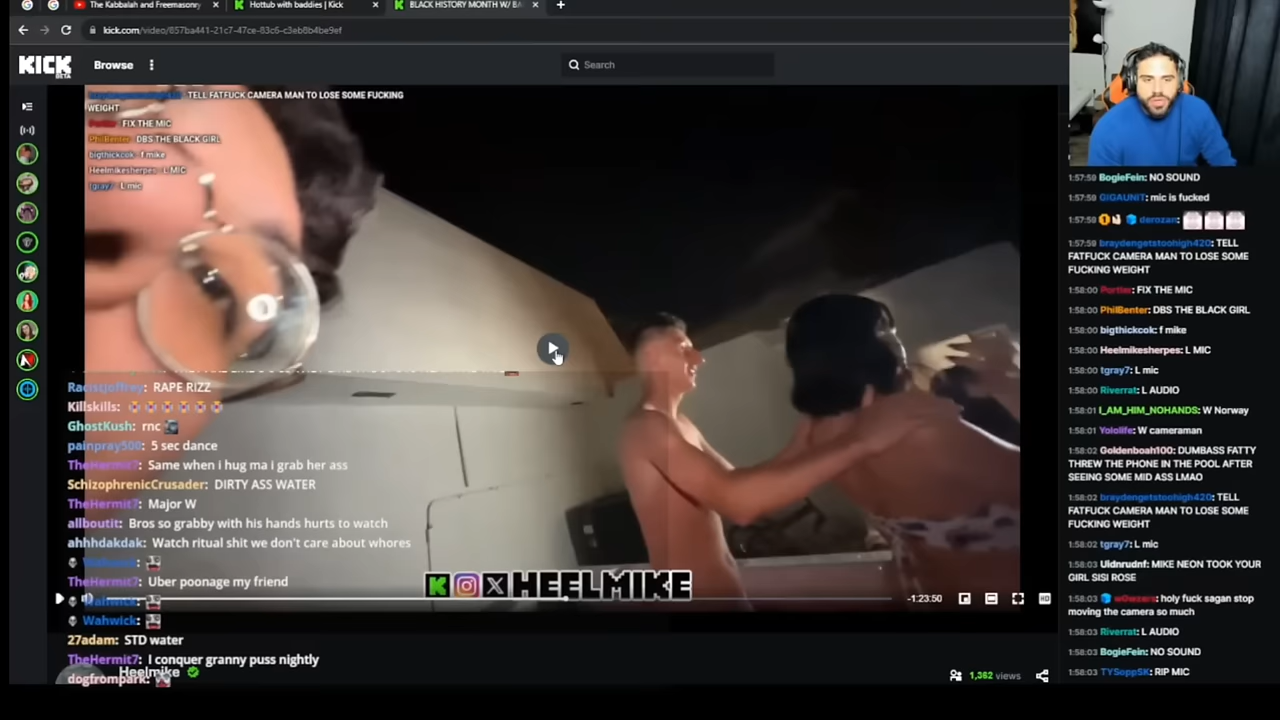 The Kabbalah and Freemasonry
Hottub with baddies | Kick
BLACK HISTORY MONTH W/ BA
kick.com/video/857ba441-21c7-47ce-83c6-c3eb8b4be9ef
KICK
BETA
Browse
Search
TELL FATFUCK CAMERA MAN TO LOSE SOME FUCKING
WEIGHT
Portier: FIX THE MIC
PhilBenter: DBS THE BLACK GIRL
bigthickcok: f mike
Heelmikesherpes: L MIC
tgray7: L mic
Racistjoffrey: RAPE RIZZ
Killskills:
GhostKush: rnc
painpray500: 5 sec dance
TheHermit7: Same when i hug ma i grab her ass
SchizophrenicCrusader: DIRTY ASS WATER
TheHermit7: Major W
allboutit: Bros so grabby with his hands hurts to watch
ahhhdakdak: Watch ritual shit we don't care about whores
Wahwick:
TheHermit7: Uber poonage my friend
Wahwick:
Wahwick:
27adam: STD water
TheHermit7: I conquer granny puss nightly
dogfrompark:
K X HEELMIKE
-1:23:50
HD
Heelmike
1,362 views
1:57:59 BogieFein: NO SOUND
1:57:59 GIGAUNIT: mic is fucked
1:57:59 derozan:
braydengetstoohigh420: TELL
FATFUCK CAMERA MAN TO LOSE SOME
FUCKING WEIGHT
1:58:00 Portier: FIX THE MIC
1:58:00 PhilBenter: DBS THE BLACK GIRL
1:58:00 bigthickcok: f mike
1:58:00 Heelmikesherpes: L MIC
1:58:00 tgray7: L mic
1:58:00 Riverrat: L AUDIO
1:58:01 I_AM_HIM_NOHANDS: W Norway
1:58:01 Yololife: W cameraman
1:58:02 Goldenboah100: DUMBASS FATTY
THREW THE PHONE IN THE POOL AFTER
SEEING SOME MID ASS LMAO
1:58:02 braydengetstoohigh420: TELL
FATFUCK CAMERA MAN TO LOSE SOME
FUCKING WEIGHT
1:58:02 tgray7: L mic
1:58:03 Uldnrudnf: MIKE NEON TOOK YOUR
GIRL SISI ROSE
1:58:03 holy fuck sagan stop
moving the camera so much
1:58:03 Riverrat: L AUDIO
1:58:03 BogieFein: NO SOUND
1:58:03 TYSoppSK: RIP MIC